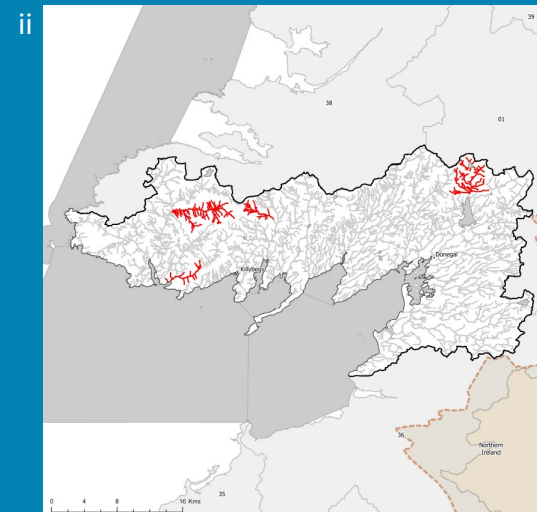 ii
39
38
01
Donegal
Killybegs
36
Northern
Ireland
35
0 4 8 16 Kms